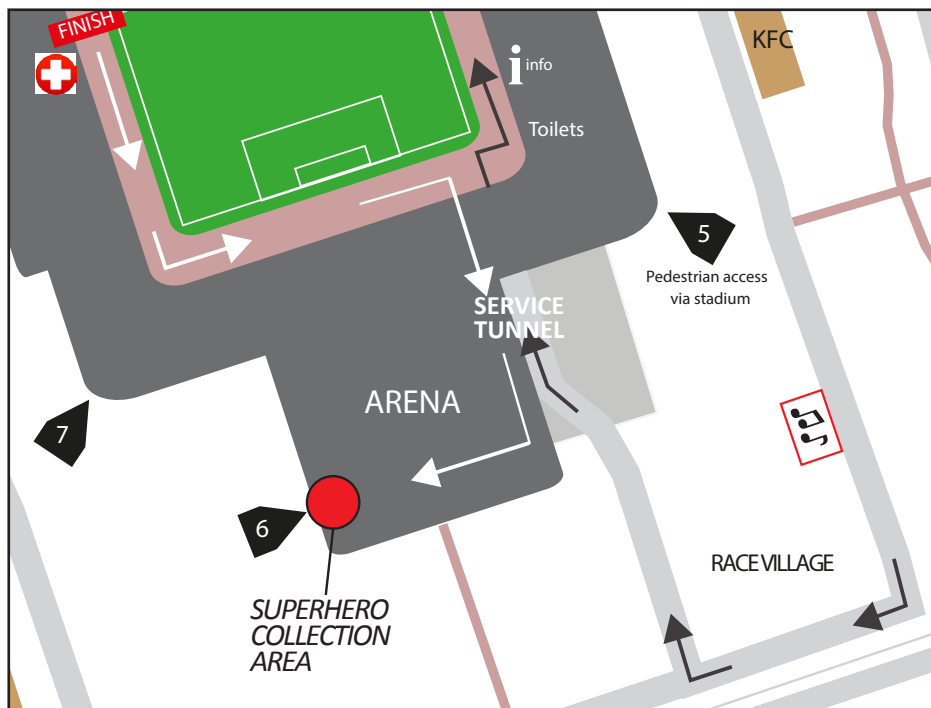 FINISH
KFC
i info
Toilets
5
Pedestrian access
via stadium
SERVICE
TUNNEL
ARENA
7
6
RACE VILLAGE
SUPERHERO
COLLECTION
AREA